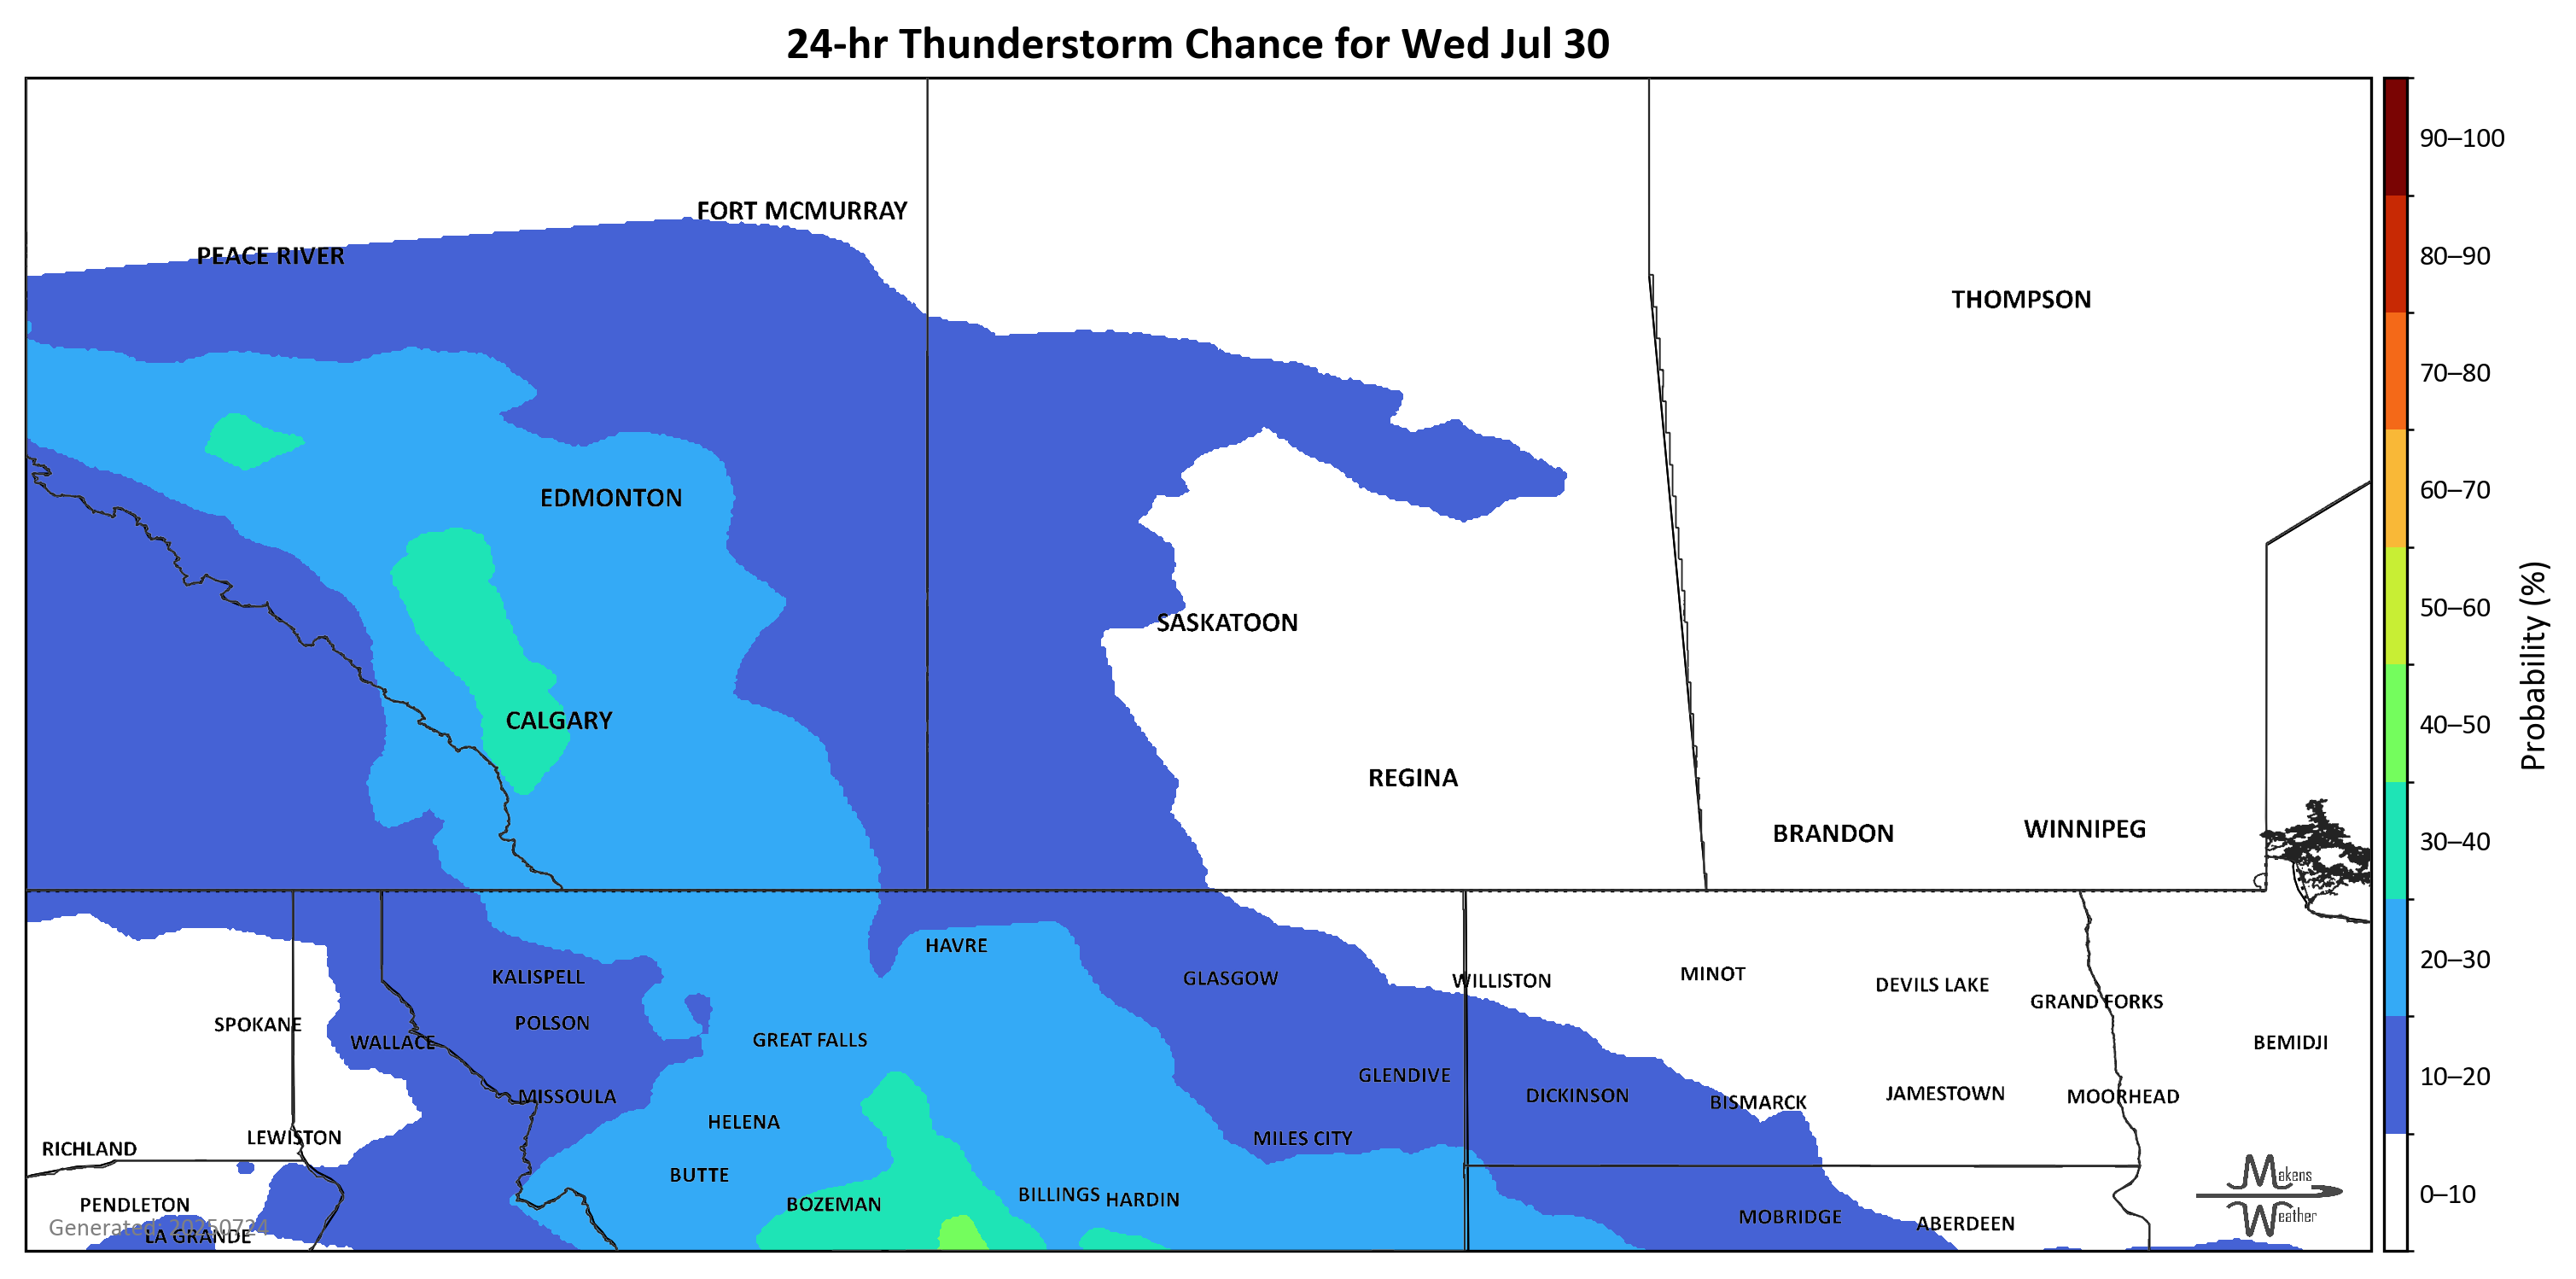 24-hr Thunderstorm Chance for Wed Jul 30
90–100
FORT MCMURRAY
PEACE RIVER
80–90
THOMPSON
70–80
EDMONTON
60–70
SASKATOON
50–60
CALGARY
40–50
Probability (%)
REGINA
BRANDON
WINNIPEG
30–40
HAVRE
20–30
KALISPELL
GLASGOW
WILLISTON
MINOT
DEVILS LAKE
GRAND FORKS
SPOKANE
POLSON
WALLACE
GREAT FALLS
BEMIDJI
GLENDIVE
10–20
MISSOULA
DICKINSON
BISMARCK
JAMESTOWN
MOORHEAD
HELENA
LEWISTON
MILES CITY
RICHLAND
BUTTE
Makens
Weather
PENDLETON
BOZEMAN
BILLINGS
HARDIN
0–10
MOBRIDGE
ABERDEEN
Generated: 20250724
LA GRANDE